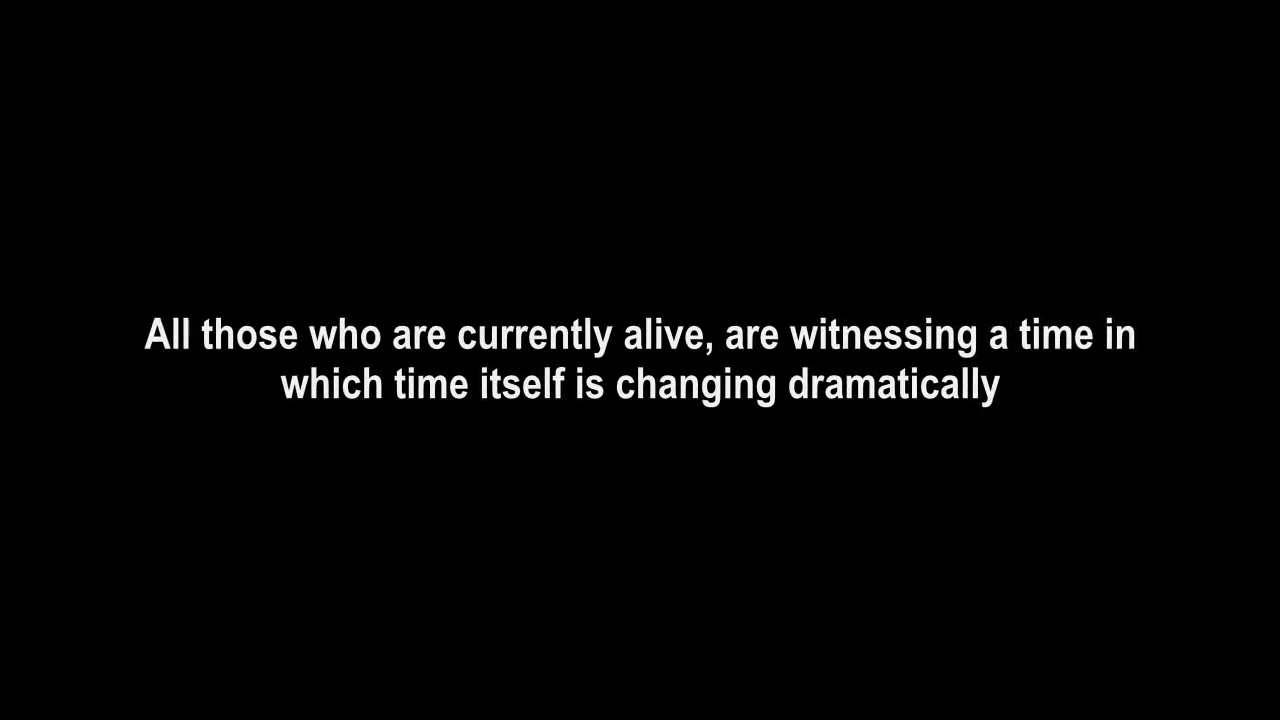 All those who are currently alive, are witnessing a time in
which time itself is changing dramatically